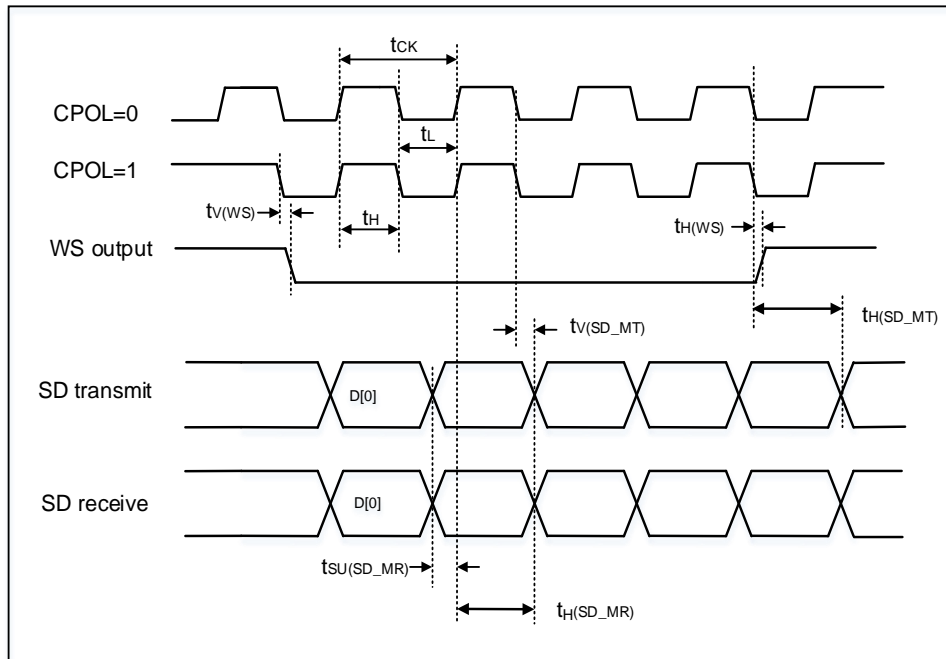 tCK
CPOL=0
tL
CPOL=1
tV(WS)
tH
tH(WS)
WS output
tV(SD_MT)
tH(SD_MT)
SD transmit
D[0]
SD receive
D[0]
tSU(SD_MR)
tH(SD_MR)